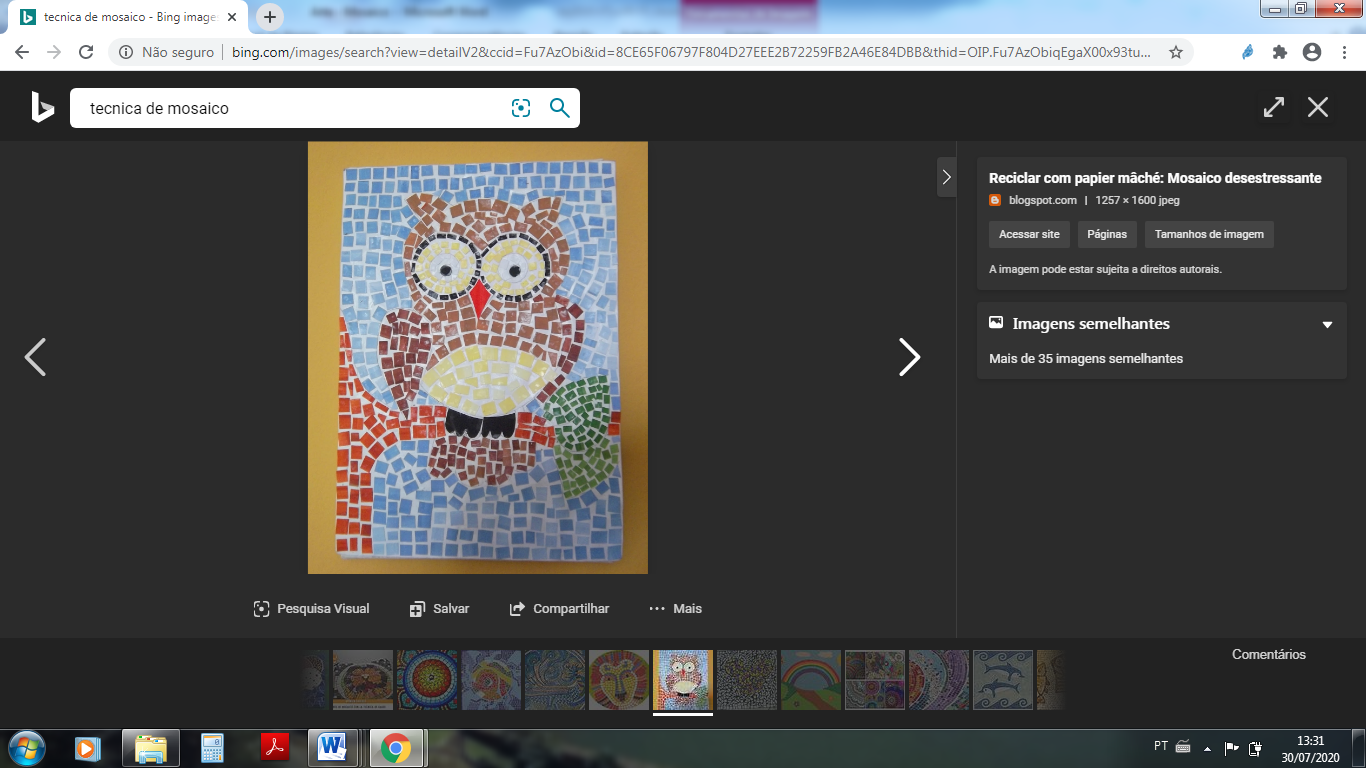 tecnica de mosaico - Bing images
Não seguro
bing.com/images/search?view=detailV2&ccid=Fu7AzObi&id=8CE65F06797F804D27EEE2B72259FB2A46E84DBB&thid=OIP.Fu7AzObiqEgaX00x93tu...
tecnica de mosaico
Reciclar com papier mâché: Mosaico desestressante
blogspot.com | 1257 × 1600 jpeg
Acessar site Páginas Tamanhos de imagem
A imagem pode estar sujeita a direitos autorais.
Imagens semelhantes
Mais de 35 imagens semelhantes
Pesquisa Visual Salvar Compartilhar Mais
Comentários
PT
13:31
30/07/2020